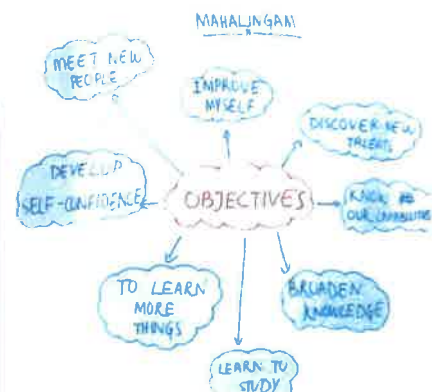 MAHALINGAM
MEET NEW
PEOPLE
IMPROVE
MYSELF
DISCOVER NEW
TALENTS
DEVELOP
SELF-CONFIDENCE
OBJECTIVES
KNOW
OUR CAPABILITIES
TO LEARN
MORE
THINGS
BROADEN
KNOWLEDGE
LEARN TO
STUDY